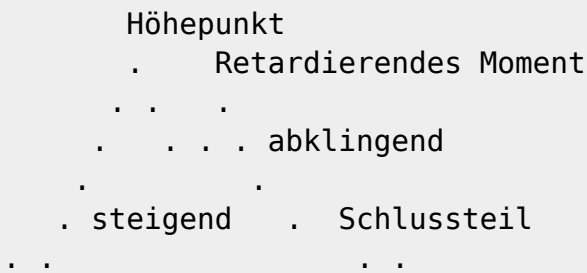 Höhepunkt
. Retardierendes Moment
. . .
. . . . abklingend
. .
. steigend . Schlussteil
. . . .